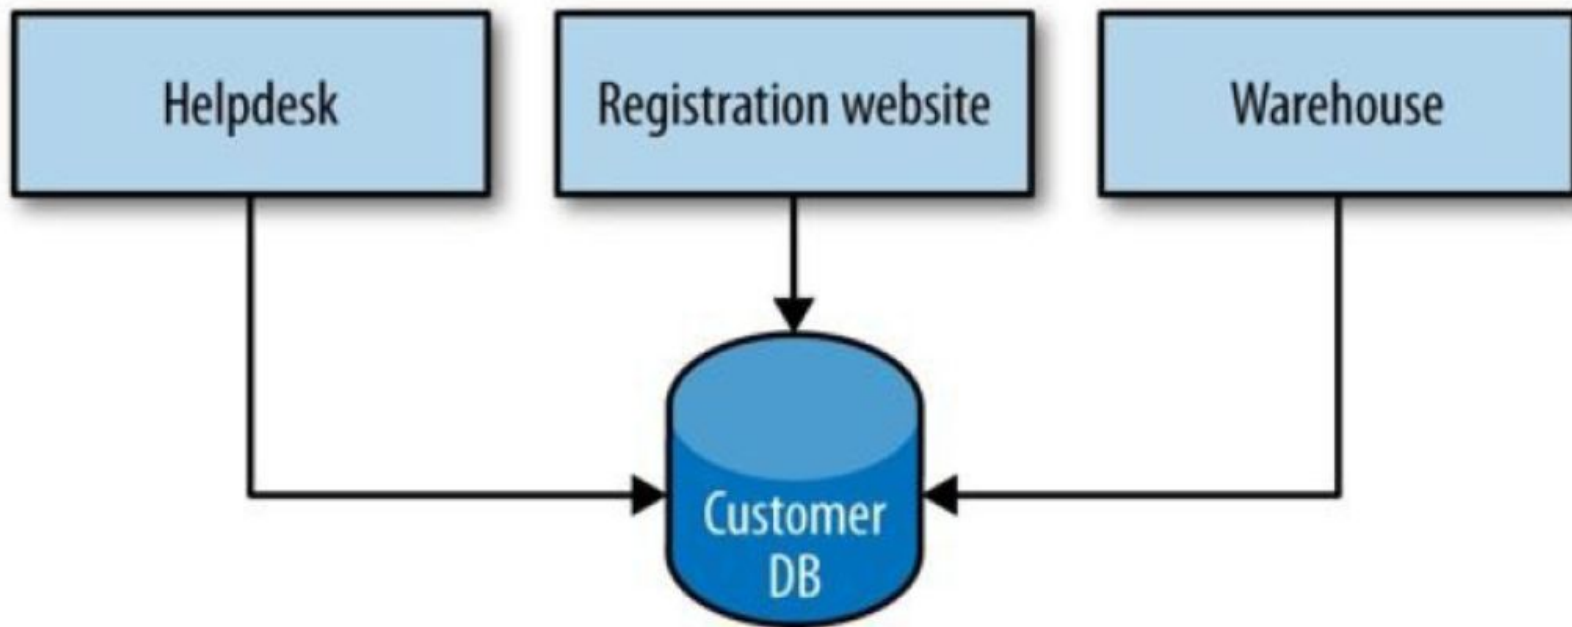 Helpdesk
Registration website
Warehouse
Customer
DB